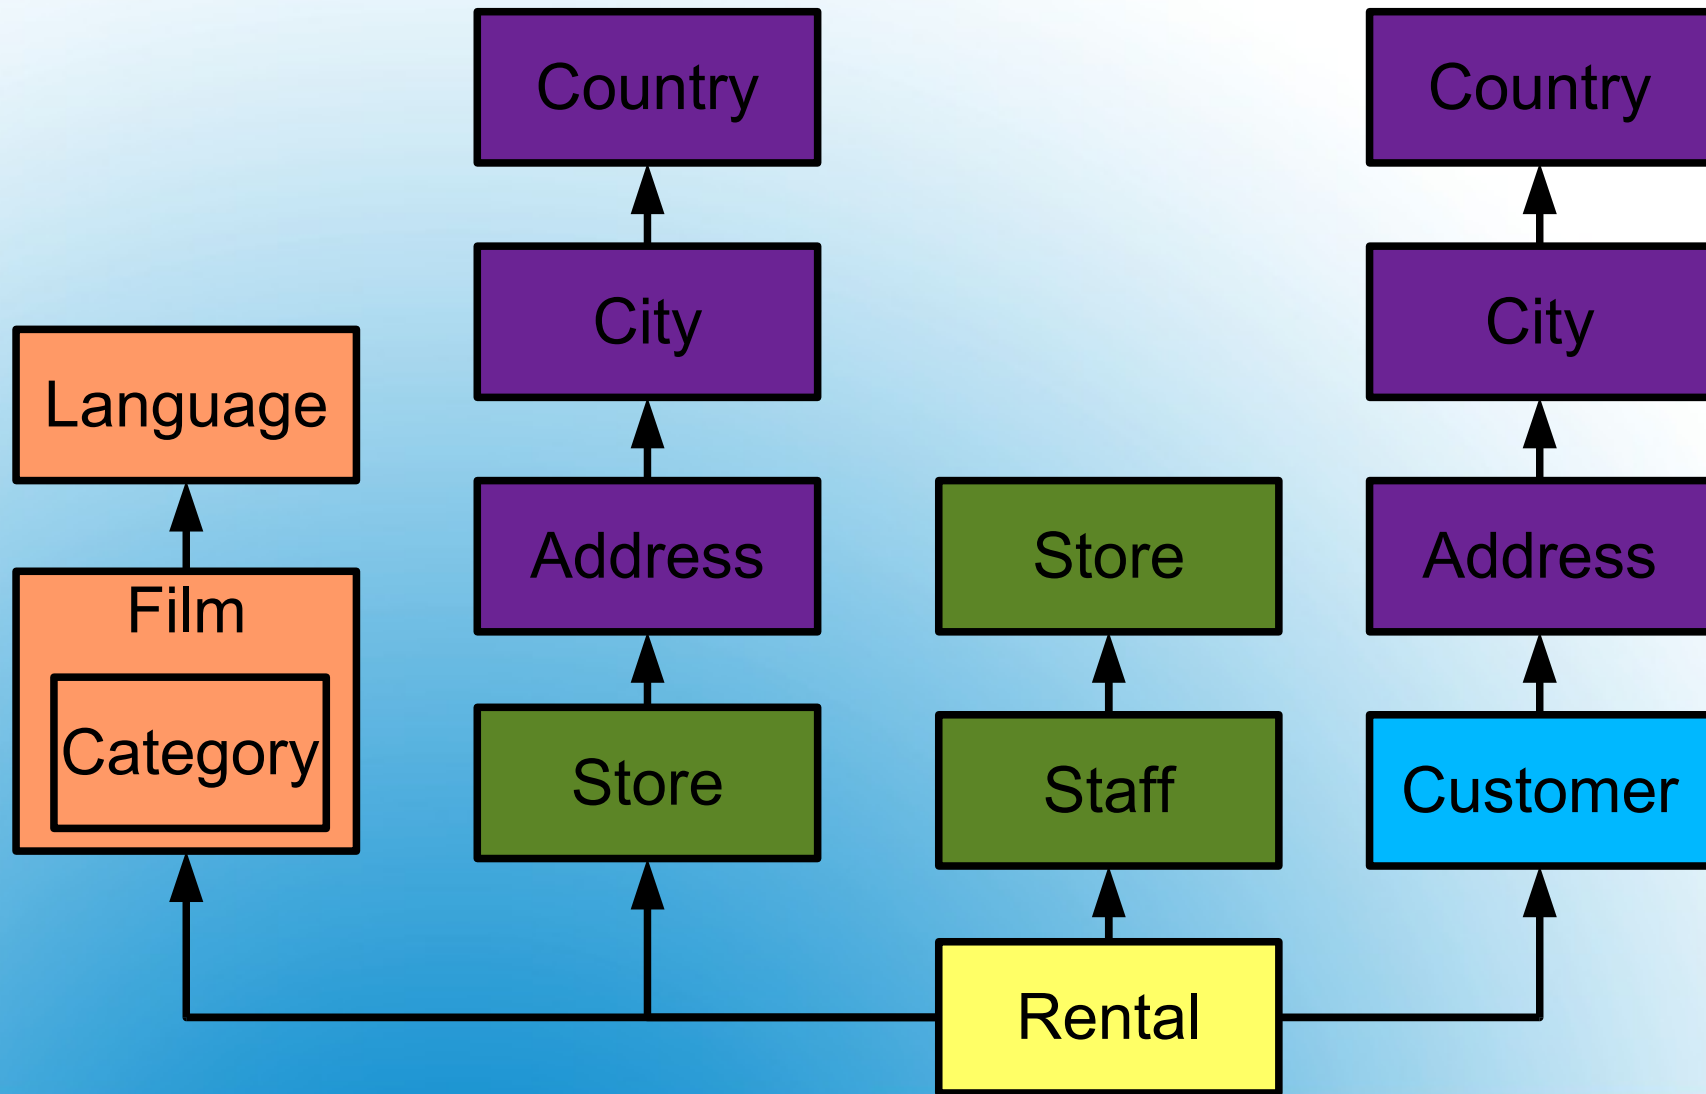 Country
Country
City
City
Language
Address
Store
Address
Film
Category
Store
Staff
Customer
Rental